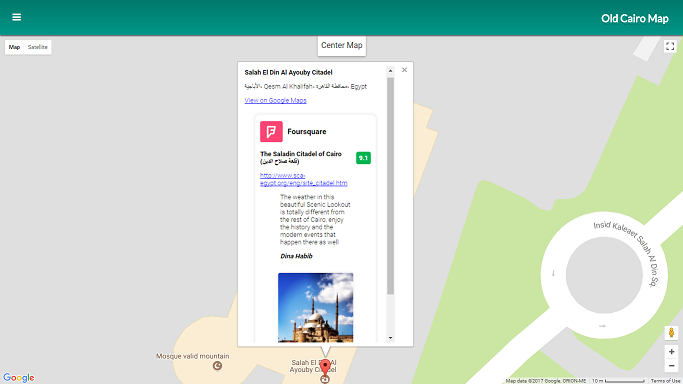 Old Cairo Map
Map Satellite
Center Map
Salah El Din Al Ayouby Citadel
الأباجية، Qesm Al Khalifah، محافظة القاهرة، Egypt
View on Google Maps
Foursquare
The Saladin Citadel of Cairo
(قلعة صلاح الدين)
9.1
http://www.sca-
egypt.org/eng/site_citadel.htm
The weather in this
beautiful Scenic Lookout
is totally different from
the rest of Cairo, enjoy
the history and the
modern events that
happen there as well
Dina Habib
Insid Kaleaet Salah Al Din Sq.
Mosque valid mountain
Salah El Al
Ayouby Citadel
Google
Map data ©2017 Google, ORION-ME 10 m Terms of Use